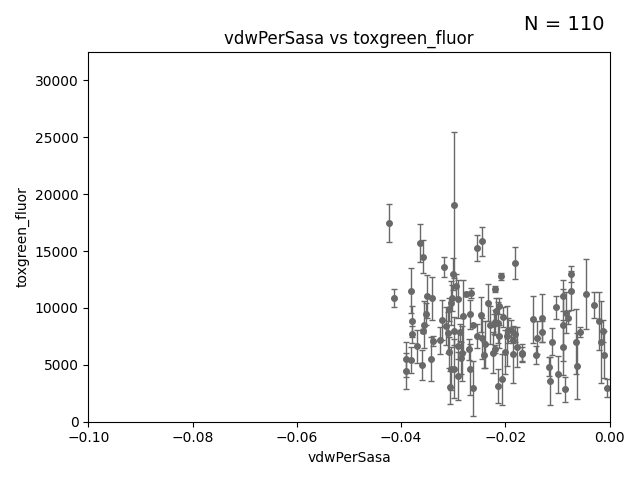 N = 110
vdwPerSasa vs toxgreen_fluor
toxgreen_fluor
30000
25000
20000
15000
10000
5000
0
−0.10 −0.08 −0.06 −0.04 −0.02 0.00
vdwPerSasa